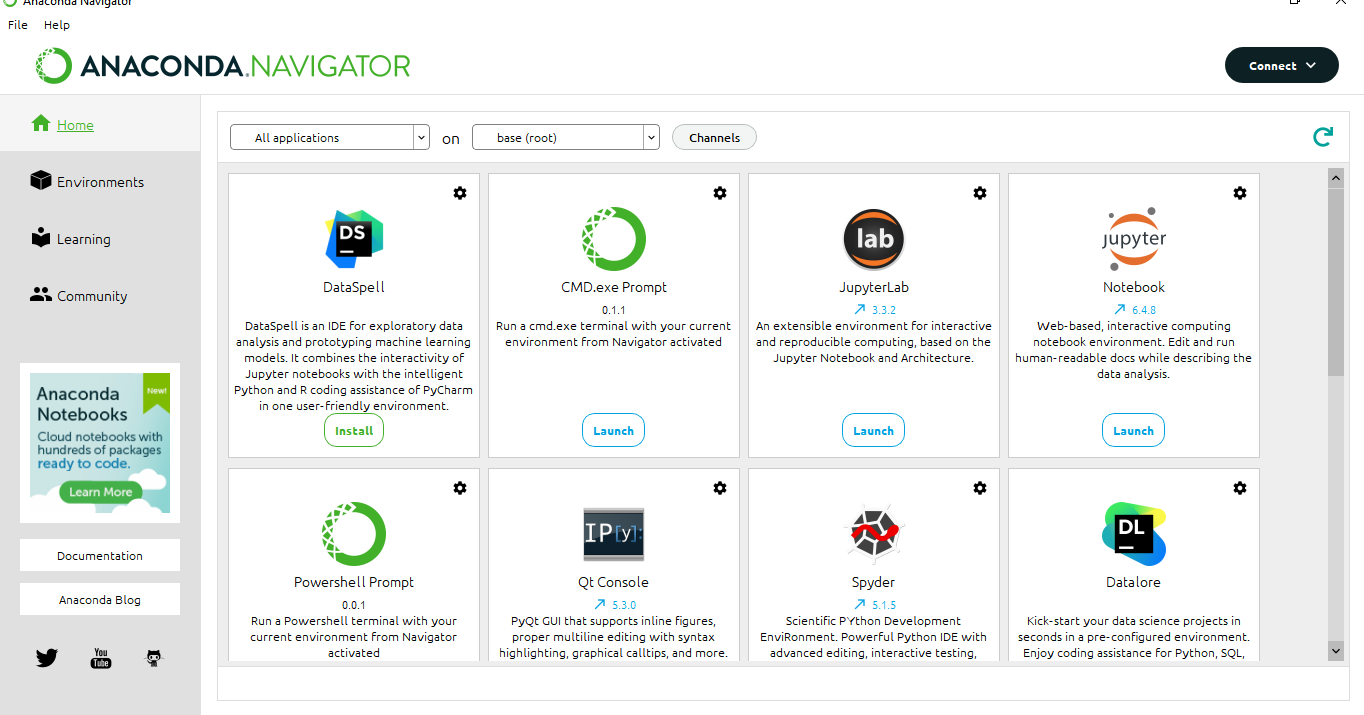 Anaconda Navigator
File Help
ANACONDA.NAVIGATOR
Connect
Home
Environments
Learning
Community
Anaconda
Notebooks
New!
Cloud notebooks with
hundreds of packages
ready to code.
Learn More
Documentation
Anaconda Blog
You
Tube
All applications
on
base (root)
Channels
DS
DataSpell
DataSpell is an IDE for exploratory data
analysis and prototyping machine learning
models. It combines the interactivity of
Jupyter notebooks with the intelligent
Python and R coding assistance of PyCharm
in one user-friendly environment.
Install
CMD.exe Prompt
0.1.1
Run a cmd.exe terminal with your current
environment from Navigator activated
Launch
lab
JupyterLab
3.3.2
An extensible environment for interactive
and reproducible computing, based on the
Jupyter Notebook and Architecture.
Launch
jupyter
Notebook
6.4.8
Web-based, interactive computing
notebook environment. Edit and run
human-readable docs while describing the
data analysis.
Launch
Powershell Prompt
0.0.1
Run a Powershell terminal with your
current environment from Navigator
activated
IP[y]:
Qt Console
5.3.0
PyQt GUI that supports inline figures,
proper multiline editing with syntax
highlighting, graphical calltips, and more.
Spyder
5.1.5
Scientific PYthon Development
EnviRonment. Powerful Python IDE with
advanced editing, interactive testing,
DL
Datalore
Kick-start your data science projects in
seconds in a pre-configured environment.
Enjoy coding assistance for Python, SQL,